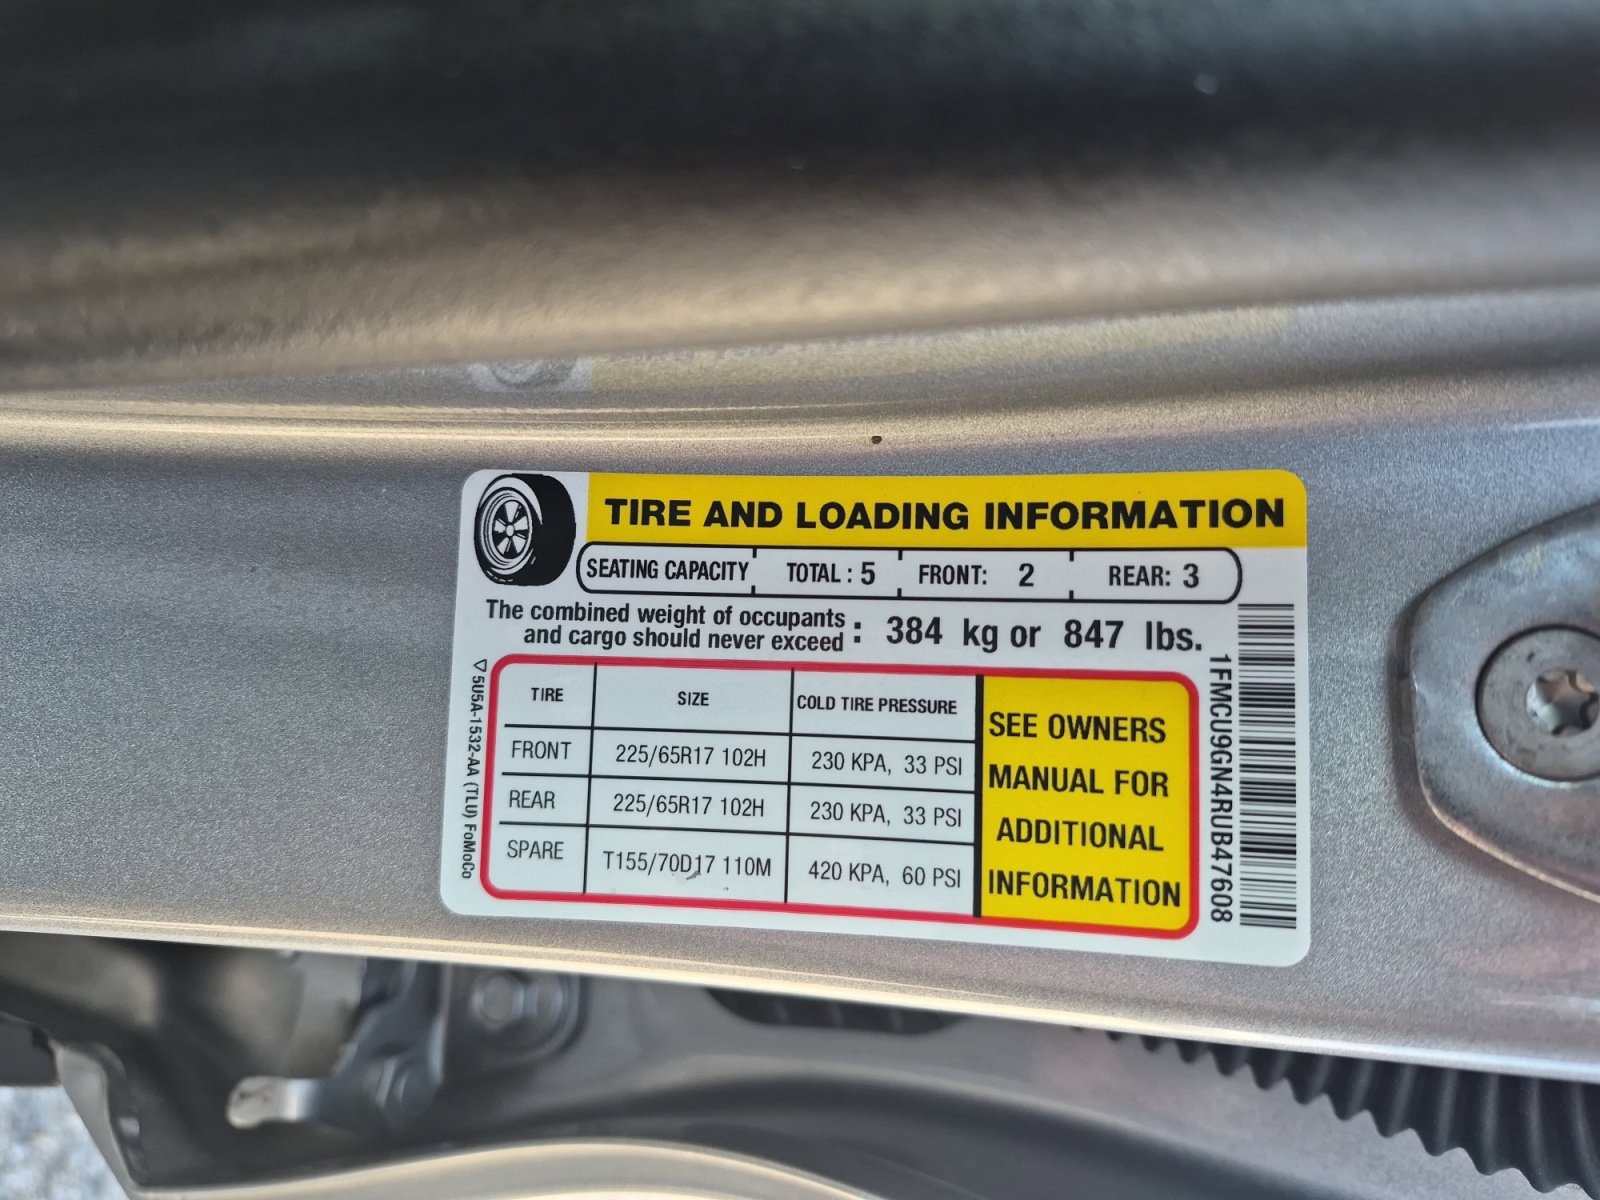 TIRE AND LOADING INFORMATION
SEATING CAPACITY TOTAL : 5 FRONT: 2 REAR: 3
The combined weight of occupants
and cargo should never exceed : 384 kg or 847 lbs.
TIRE SIZE COLD TIRE PRESSURE
FRONT 225/65R17 102H 230 KPA, 33 PSI
REAR 225/65R17 102H 230 KPA, 33 PSI
SPARE T155/70D17 110M 420 KPA, 60 PSI
SEE OWNERS
MANUAL FOR
ADDITIONAL
INFORMATION
5U5A-1532-AA (TLU) FoMoCo
1FMCU9GN4RUB47608